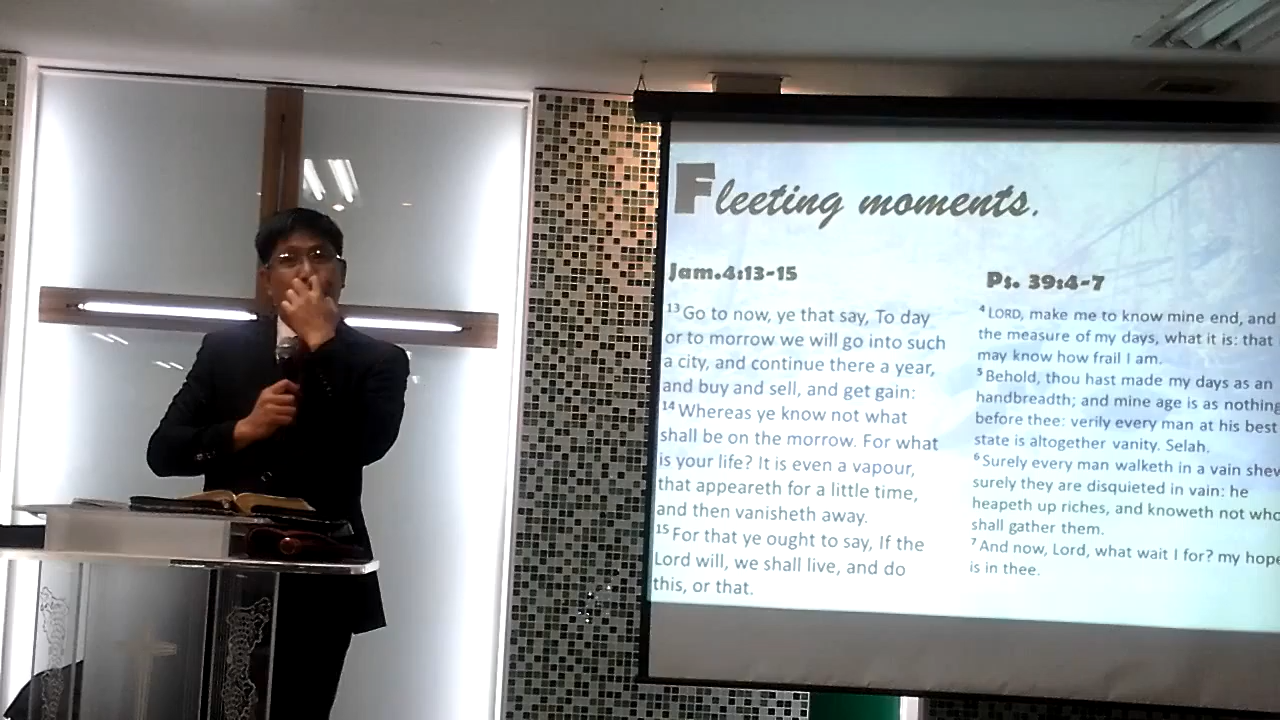 Fleeting moments.
Jam.4:13-15
13 Go to now, ye that say, To day
or to morrow we will go into such
a city, and continue there a year,
and buy and sell, and get gain:
14 Whereas ye know not what
shall be on the morrow. For what
is your life? It is even a vapour,
that appeareth for a little time,
and then vanisheth away.
15 For that ye ought to say, If the
Lord will, we shall live, and do
this, or that.
Ps. 39:4-7
4 LORD, make me to know mine end, and
the measure of my days, what it is: that
may know how frail I am.
5 Behold, thou hast made my days as an
handbreadth; and mine age is as nothing
before thee: verily every man at his best
state is altogether vanity. Selah.
6 Surely every man walketh in a vain shew
surely they are disquieted in vain: he
heapeth up riches, and knoweth not who
shall gather them.
7 And now, Lord, what wait I for? my hope
is in thee.